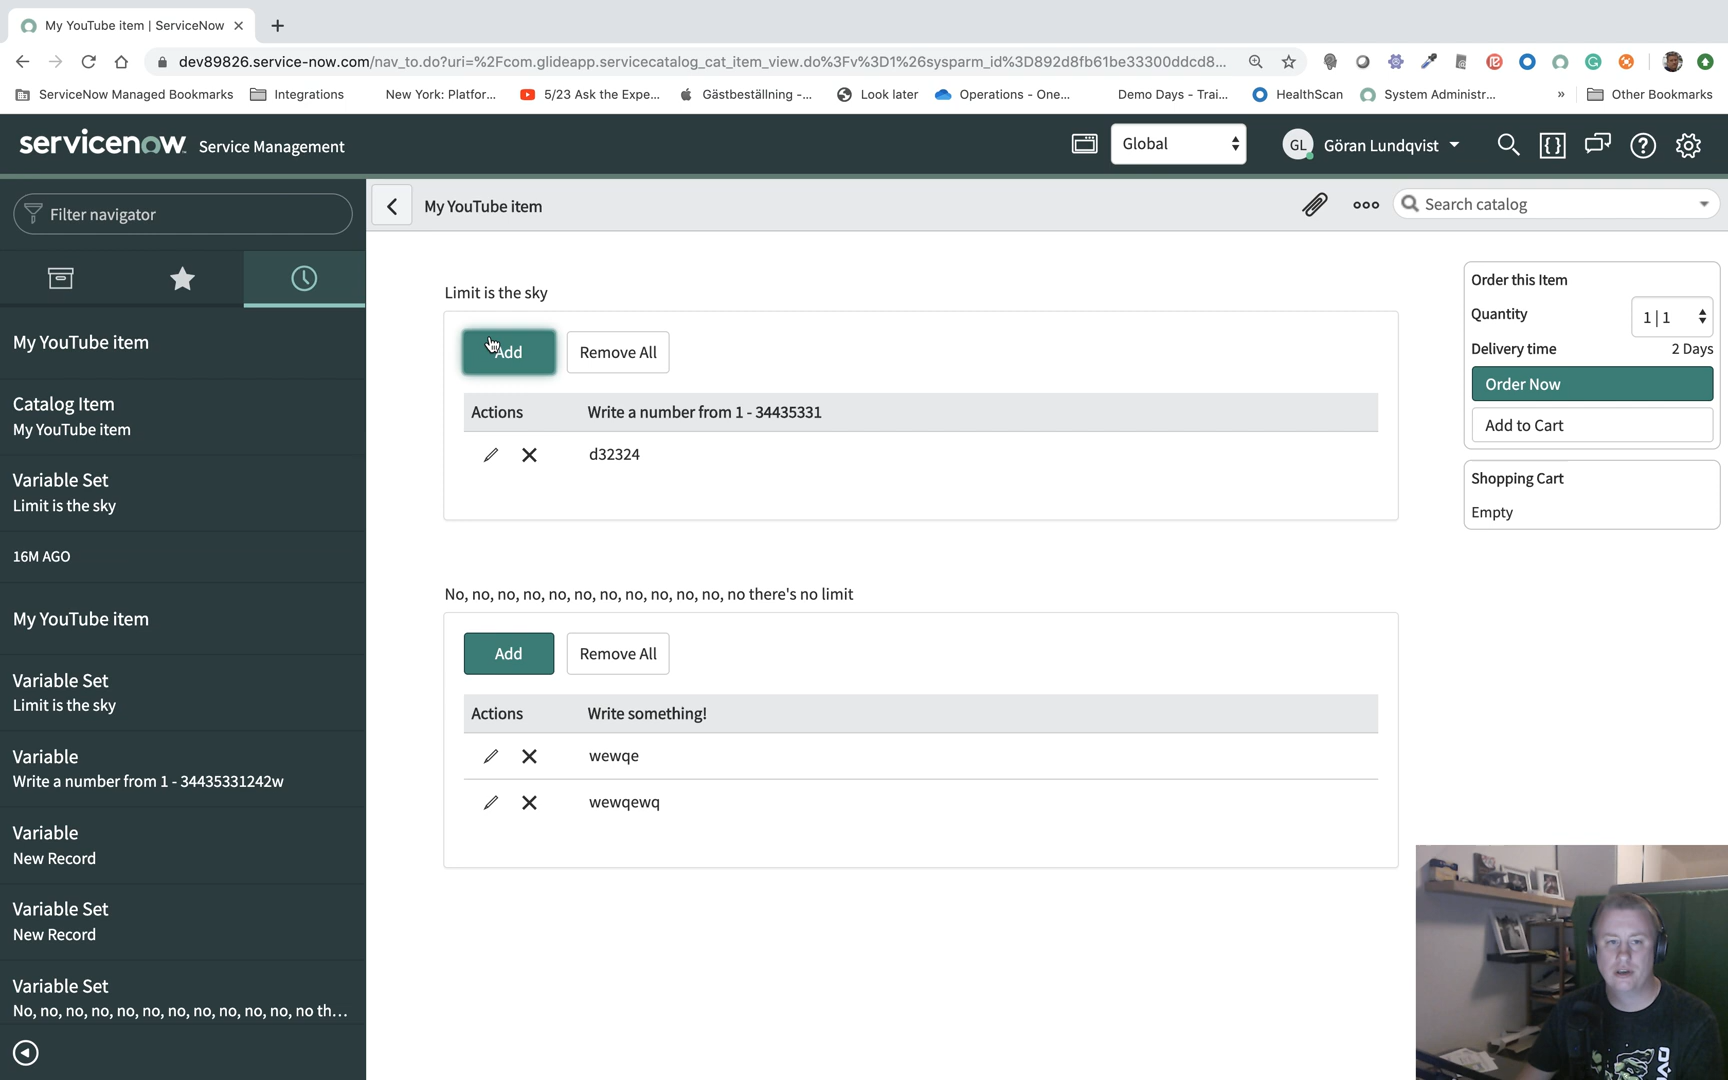 My YouTube item | ServiceNow
dev89826.service-now.com/nav_to.do?uri=%2Fcom.glideapp.servicecatalog_cat_item_view.do%3Fv%3D1%26sysparm_id%3D892d8fb61be33300ddcd8...
ServiceNow Managed Bookmarks
Integrations
New York: Platfor...
5/23 Ask the Expe...
Gästbeställning -...
Look later
Operations - One...
Demo Days - Trai...
HealthScan
System Administr...
»
Other Bookmarks
servicenow
Service Management
Global
GL
Göran Lundqvist
Filter navigator
My YouTube item
Search catalog
My YouTube item
Catalog Item
My YouTube item
Variable Set
Limit is the sky
16M AGO
My YouTube item
Variable Set
Limit is the sky
Variable
Write a number from 1 - 34435331242w
Variable
New Record
Variable Set
New Record
Variable Set
No, no, no, no, no, no, no, no, no, no, no, no th...
Limit is the sky
Add
Remove All
Actions
Write a number from 1 - 34435331
d32324
No, no, no, no, no, no, no, no, no, no, no, no there's no limit
Add
Remove All
Actions
Write something!
wewqe
wewqewq
Order this Item
Quantity
1 | 1
Delivery time
2 Days
Order Now
Add to Cart
Shopping Cart
Empty